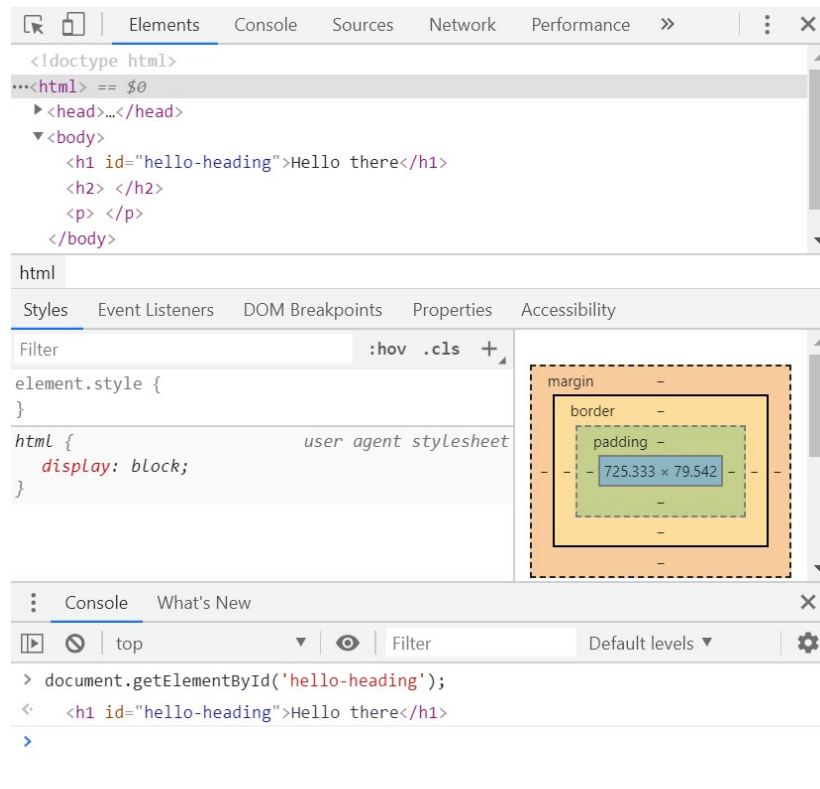 Elements Console Sources Network Performance »
<!doctype html>
…<html> == $0
<head>…</head>
<body>
<h1 id="hello-heading">Hello there</h1>
<h2> </h2>
<p> </p>
</body>
html
Styles Event Listeners DOM Breakpoints Properties Accessibility
Filter :hov .cls +
element.style {
}
html { user agent stylesheet
display: block;
}
margin –
border –
padding –
– – – 725.333 × 79.542 – – –
–
–
–
Console What's New
top Filter Default levels
> document.getElementById('hello-heading');
<h1 id="hello-heading">Hello there</h1>
>